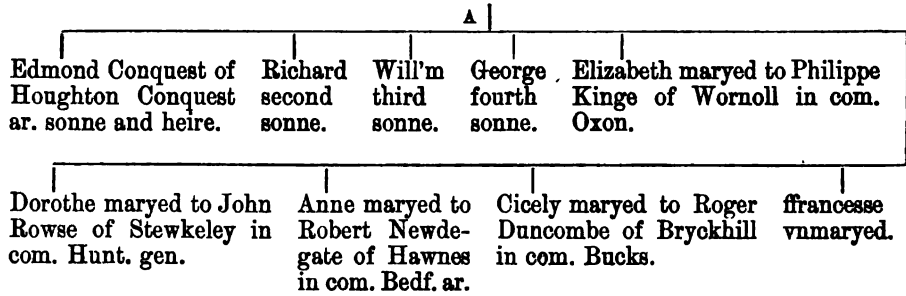 A
Edmond Conquest of
Houghton Conquest
ar. sonne and heire.
Richard
second
sonne.
Will'm
third
sonne.
George
fourth
sonne.
Elizabeth maryed to Philippe
Kinge of Wornoll in com.
Oxon.
Dorothe maryed to John
Rowse of Stewkeley in
com. Hunt. gen.
Anne maryed to
Robert Newde-
gate of Hawnes
in com. Bedf. ar.
Cicely maryed to Roger
Duncombe of Bryckhill
in com. Bucks.
ffrancesse
vnmaryed.